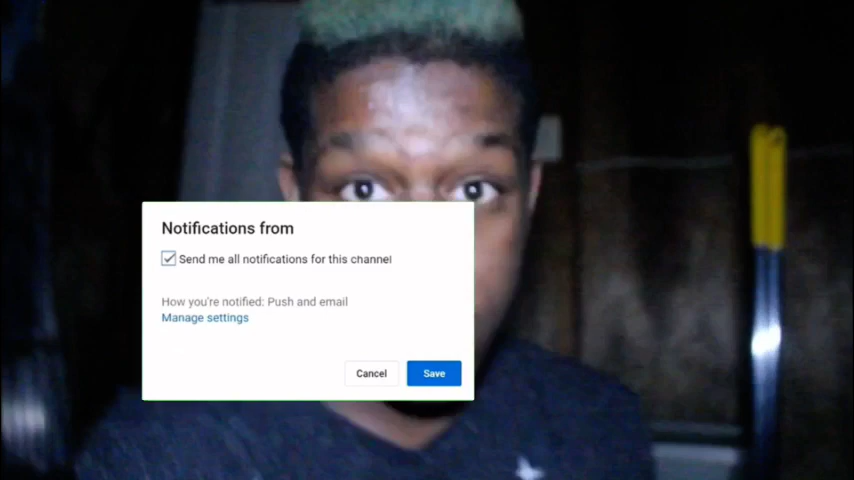 Notifications from
Send me all notifications for this channel
How you're notified: Push and email
Manage settings
Cancel
Save